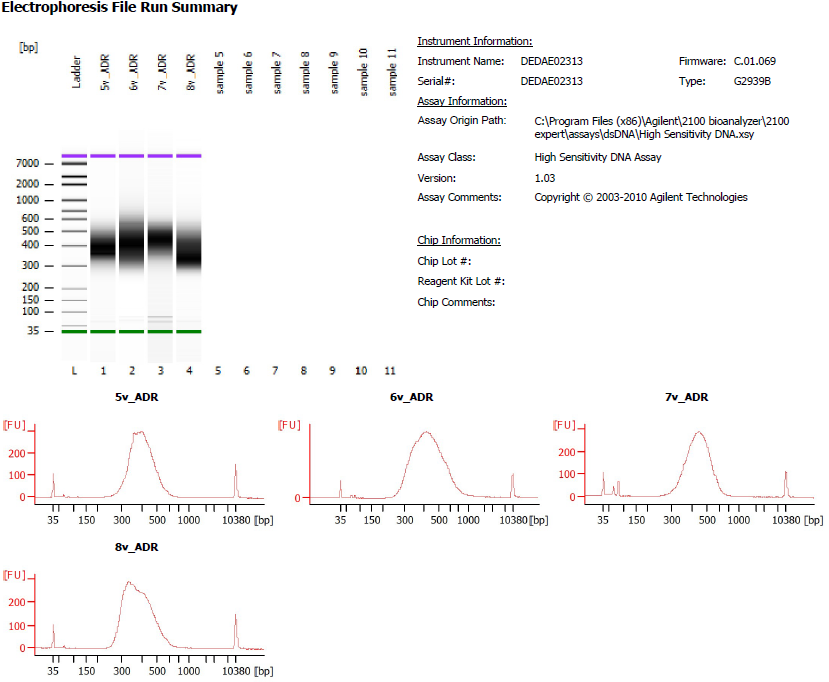 Electrophoresis File Run Summary
[bp]
Ladder
5v_ADR
6v_ADR
7v_ADR
8v_ADR
sample 5
sample 6
sample 7
sample 8
sample 9
sample 10
sample 11
7000
2000
1000
600
500
400
300
200
150
100
35
L 1 2 3 4 5 6 7 8 9 10 11
Instrument Information:
Instrument Name: DEDAE02313 Firmware: C.01.069
Serial#: DEDAE02313 Type: G2939B
Assay Information:
Assay Origin Path: C:\Program Files (x86)\Agilent\2100 bioanalyzer\2100
expert\assays\dsDNA\High Sensitivity DNA.xsy
Assay Class: High Sensitivity DNA Assay
Version: 1.03
Assay Comments: Copyright © 2003-2010 Agilent Technologies
Chip Information:
Chip Lot #:
Reagent Kit Lot #:
Chip Comments:
5v_ADR
[FU]
200
100
0
35 150 300 500 1000 10380 [bp]
6v_ADR
[FU]
0
35 150 300 500 1000 10380 [bp]
7v_ADR
[FU]
200
100
0
35 150 300 500 1000 10380 [bp]
8v_ADR
[FU]
200
100
0
35 150 300 500 1000 10380 [bp]